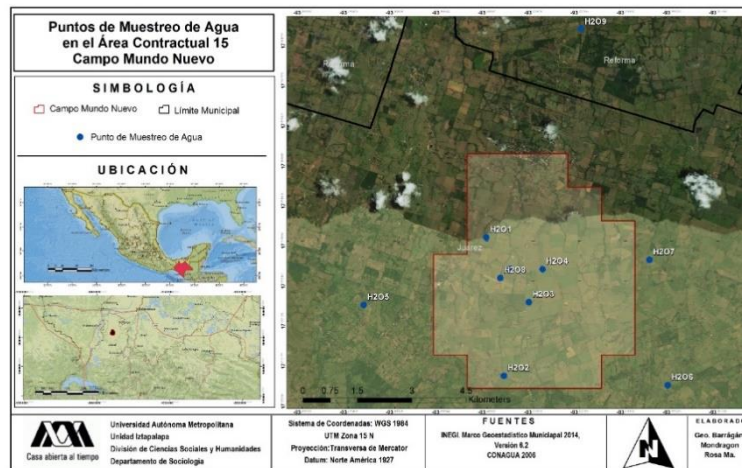 Puntos de Muestreo de Agua
en el Área Contractual 15
Campo Mundo Nuevo
SIMBOLOGÍA
Campo Mundo Nuevo
Límite Municipal
Punto de Muestreo de Agua
UBICACIÓN
Reforma
Reforma
H2O9
H2O1
Juárez
H2O4
H2O7
H2O8
H2O5
H2O3
H2O2
H2O6
0 0.75 1.5 3 4.5
Kilometers
Casa abierta al tiempo
Universidad Autónoma Metropolitana
Unidad Iztapalapa
División de Ciencias Sociales y Humanidades
Departamento de Sociología
Sistema de Coordenadas: WGS 1984
UTM Zona 15 N
Proyección:Transversa de Mercator
Datum: Norte América 1927
FUENTES
INEGI. Marco Geoestadístico Municiapal 2014,
Versión 6.2
CONAGUA 2006
N
ELABORADO
Geo. Barragán
Mondragon
Rosa Ma.